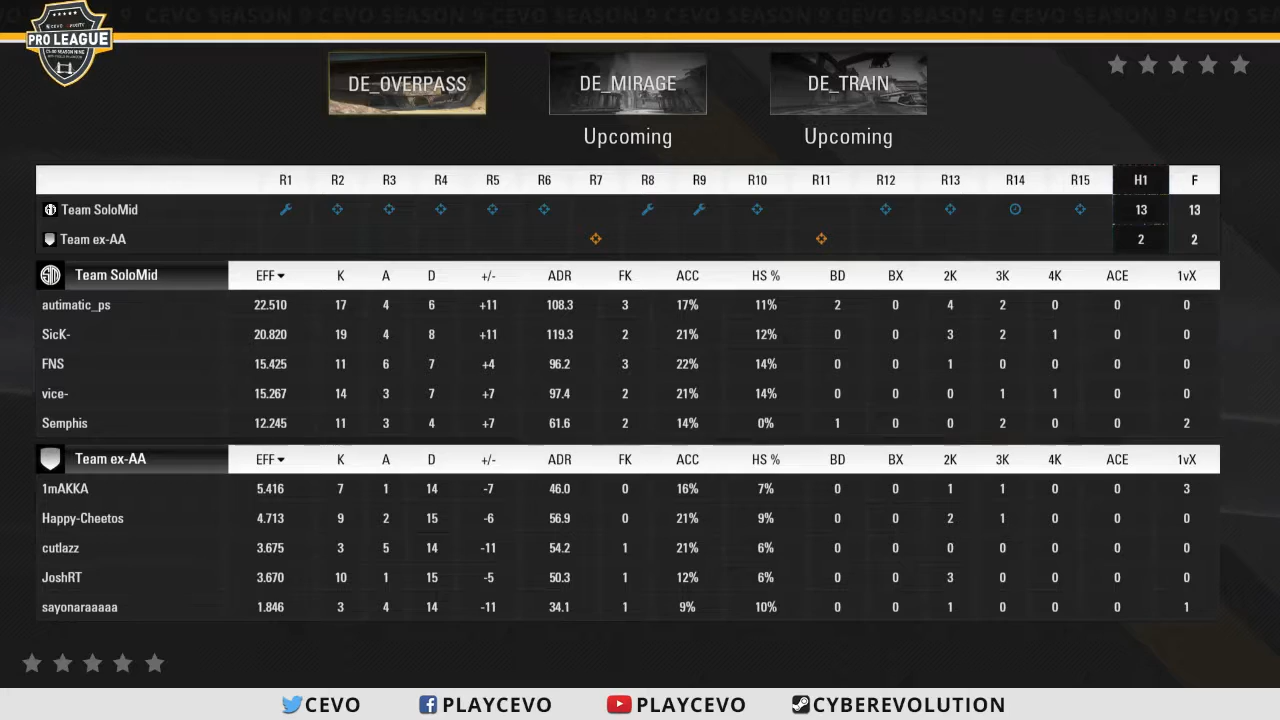 CEVO SEASON 9 CEVO SEASON 9 CEVO SEASON 9 CEVO SEASON 9
PRO LEAGUE
DE_OVERPASS DE_MIRAGE DE_TRAIN
Upcoming Upcoming
R1 R2 R3 R4 R5 R6 R7 R8 R9 R10 R11 R12 R13 R14 R15 H1 F
Team SoloMid 13 13
Team ex-AA 2 2
Team SoloMid EFF K A D +/- ADR FK ACC HS % BD BX 2K 3K 4K ACE 1vX
autimatic_ps 22.510 17 4 6 +11 108.3 3 17% 11% 2 0 4 2 0 0 0
SicK- 20.820 19 4 8 +11 119.3 2 21% 12% 0 0 3 2 1 0 0
FNS 15.425 11 6 7 +4 96.2 3 22% 14% 0 0 1 0 0 0 0
vice- 15.267 14 3 7 +7 97.4 2 21% 14% 0 0 0 1 1 0 0
Semphis 12.245 11 3 4 +7 61.6 2 14% 0% 1 0 0 2 0 0 2
Team ex-AA EFF K A D +/- ADR FK ACC HS % BD BX 2K 3K 4K ACE 1vX
1mAKKA 5.416 7 1 14 -7 46.0 0 16% 7% 0 0 1 1 0 0 3
Happy-Cheetos 4.713 9 2 15 -6 56.9 0 21% 9% 0 0 2 1 0 0 0
cutlazz 3.675 3 5 14 -11 54.2 1 21% 6% 0 0 0 0 0 0 0
JoshRT 3.670 10 1 15 -5 50.3 1 12% 6% 0 0 3 0 0 0 0
sayonaraaaaa 1.846 3 4 14 -11 34.1 1 9% 10% 0 0 1 0 0 0 1
CEVO PLAYCEVO PLAYCEVO CYBEREVOLUTION